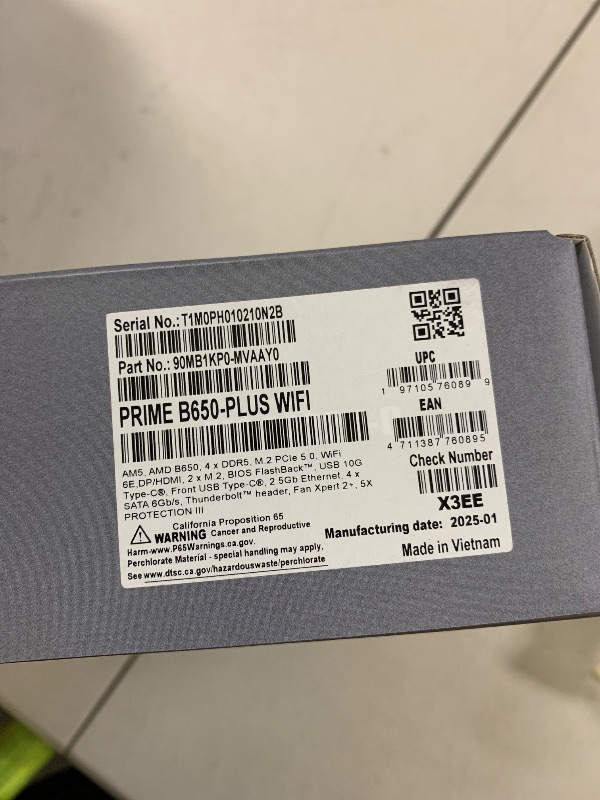 Serial No.: T1M0PH010210N2B
Part No.: 90MB1KP0-MVAAY0
UPC
1 97105 76089 9
PRIME B650-PLUS WIFI
EAN
4 711387 760895
AM5, AMD B650, 4 x DDR5, M.2 PCIe 5.0, WiFi
6E,DP/HDMI, 2 x M.2, BIOS FlashBack™, USB 10G
Type-C®, Front USB Type-C®, 2.5Gb Ethernet, 4 x
SATA 6Gb/s, Thunderbolt™ header, Fan Xpert 2+, 5X
PROTECTION III
Check Number
X3EE
California Proposition 65
WARNING Cancer and Reproductive
Harm-www.P65Warnings.ca.gov.
Perchlorate Material - special handling may apply,
See www.dtsc.ca.gov/hazardouswaste/perchlorate
Manufacturing date: 2025-01
Made in Vietnam